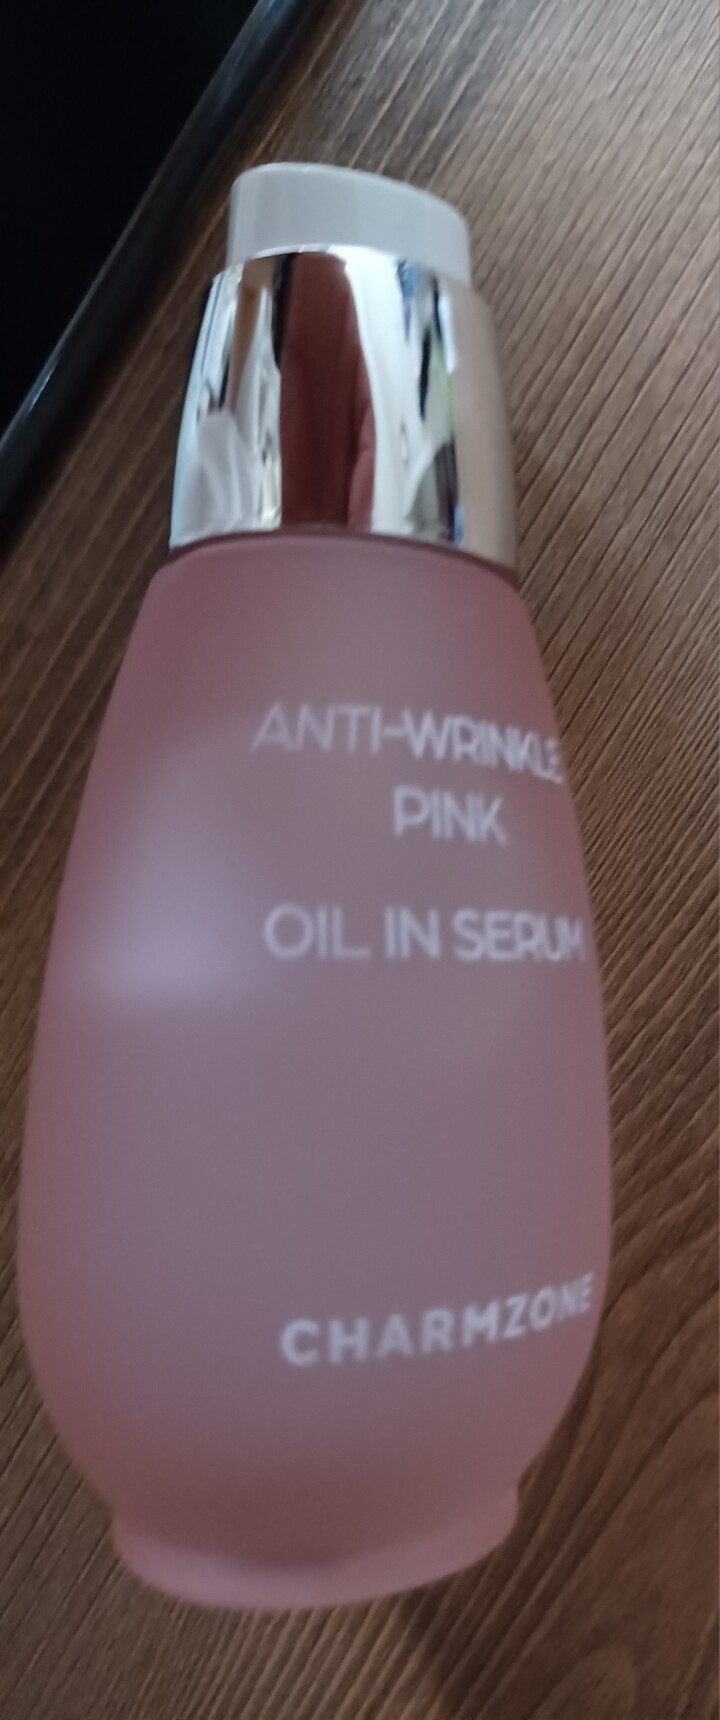 ANTI-WRINKLE
PINK
OIL IN SERUM
CHARMZONE